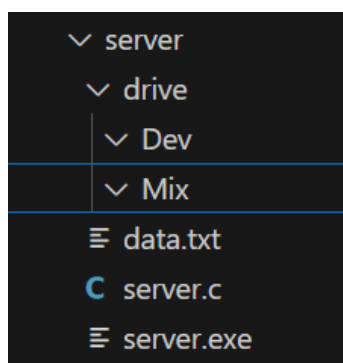 server
drive
Dev
Mix
data.txt
C server.c
server.exe